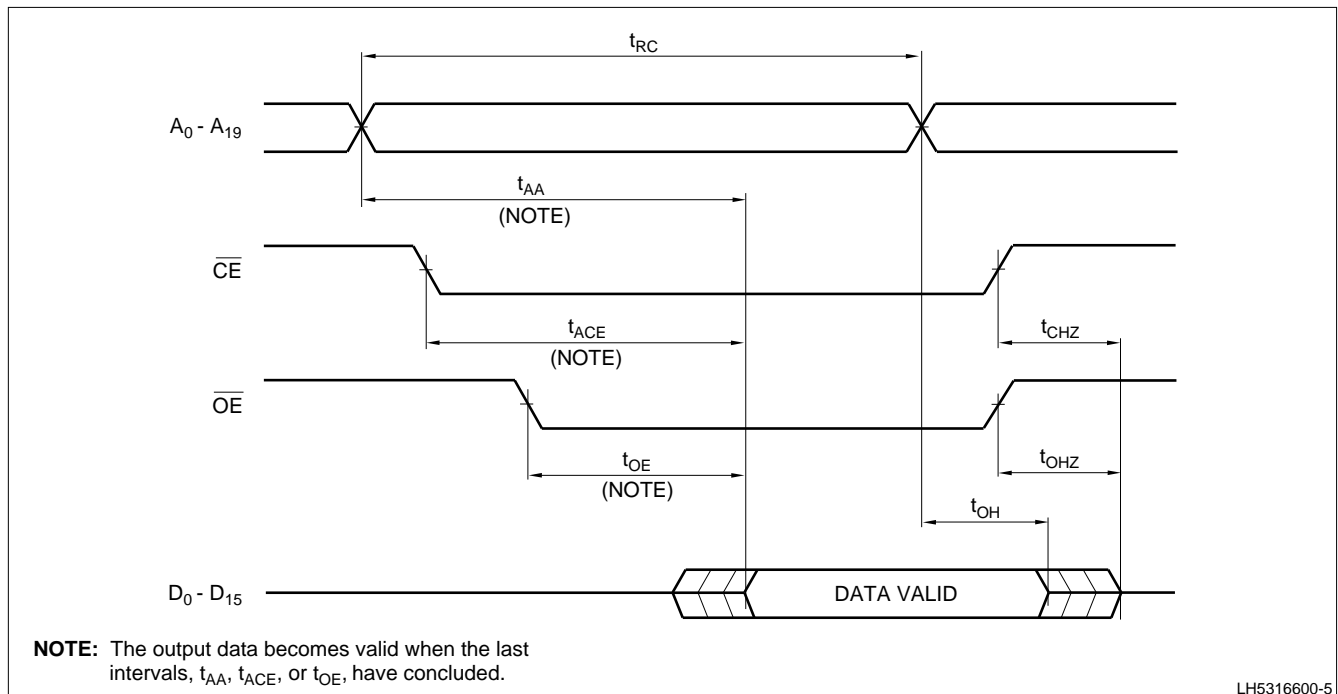 tRC
A0 - A19
tAA
(NOTE)
CE
tACE
(NOTE)
tCHZ
OE
tOE
(NOTE)
tOHZ
tOH
D0 - D15
DATA VALID
NOTE: The output data becomes valid when the last
intervals, tAA, tACE, or tOE, have concluded.
LH5316600-5